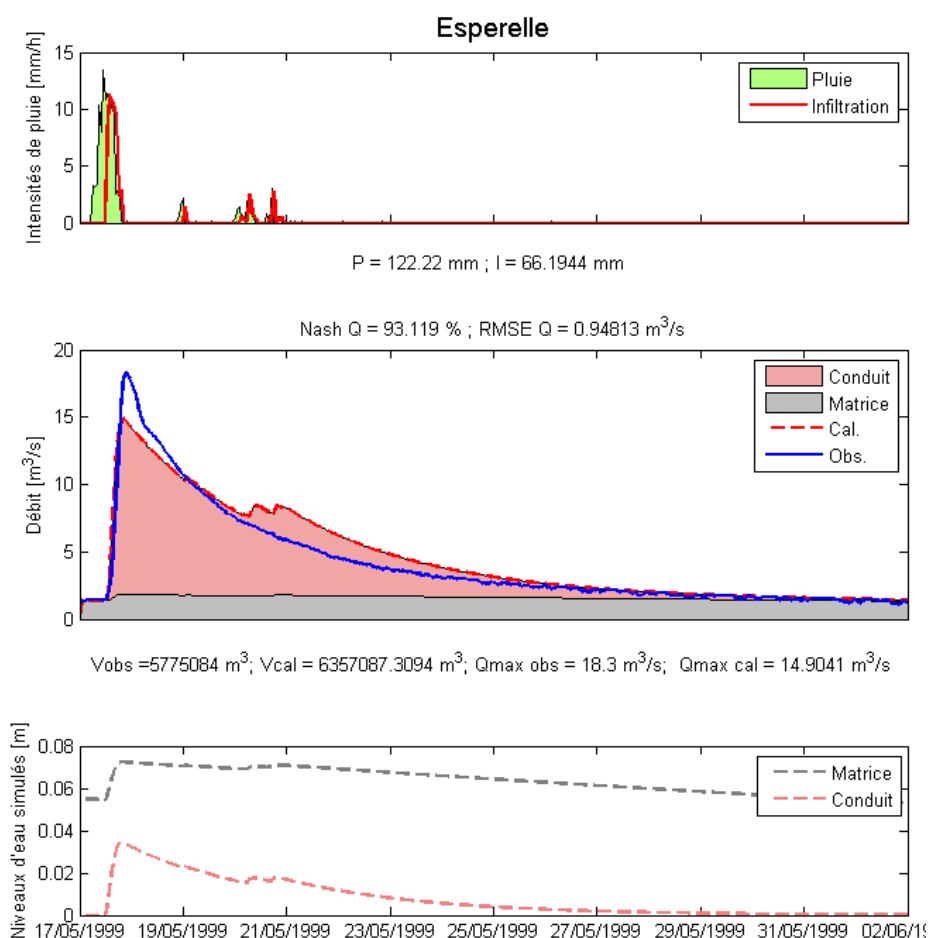 Esperelle
Intensités de pluie [mm/h]
15
10
5
0
Pluie
Infiltration
P = 122.22 mm ; I = 66.1944 mm
Nash Q = 93.119 % ; RMSE Q = 0.94813 m³/s
Débit [m³/s]
20
15
10
5
0
Conduit
Matrice
Cal.
Obs.
Vobs =5775084 m³; Vcal = 6357087.3094 m³; Qmax obs = 18.3 m³/s; Qmax cal = 14.9041 m³/s
Niveaux d'eau simulés [m]
0.08
0.06
0.04
0.02
0
Matrice
Conduit
17/05/1999 19/05/1999 21/05/1999 23/05/1999 25/05/1999 27/05/1999 29/05/1999 31/05/1999 02/06/19